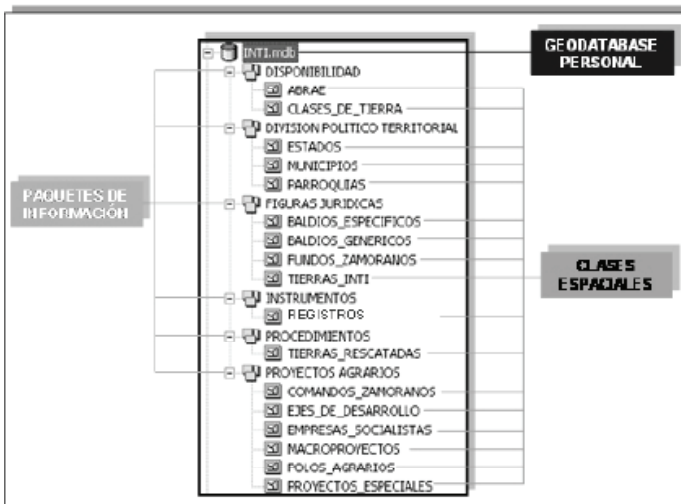 INTI.mdb
DISPONIBILIDAD
ABRAE
CLASES_DE_TIERRA
DIVISION POLITICO TERRITORIAL
ESTADOS
MUNICIPIOS
PARROQUIAS
FIGURAS JURIDICAS
BALDIOS_ESPECIFICOS
BALDIOS_GENERICOS
FUNDOS_ZAMORANOS
TIERRAS_INTI
INSTRUMENTOS
REGISTROS
PROCEDIMIENTOS
TIERRAS_RESCATADAS
PROYECTOS AGRARIOS
COMANDOS_ZAMORANOS
EJES_DE_DESARROLLO
EMPRESAS_SOCIALISTAS
MACROPROYECTOS
POLOS_AGRARIOS
PROYECTOS_ESPECIALES
PAQUETES DE
INFORMACIÓN
GEODATABASE
PERSONAL
CLASES
ESPACIALES